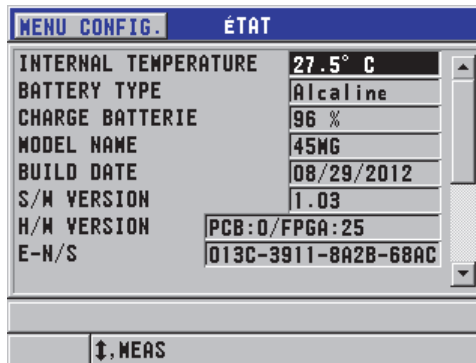 MENU CONFIG. ÉTAT
INTERNAL TEMPERATURE 27.5° C
BATTERY TYPE Alcaline
CHARGE BATTERIE 96 %
MODEL NAME 45MG
BUILD DATE 08/29/2012
S/W VERSION 1.03
H/W VERSION PCB:0/FPGA:25
E-N/S 013C-3911-8A2B-68AC
↕,MEAS